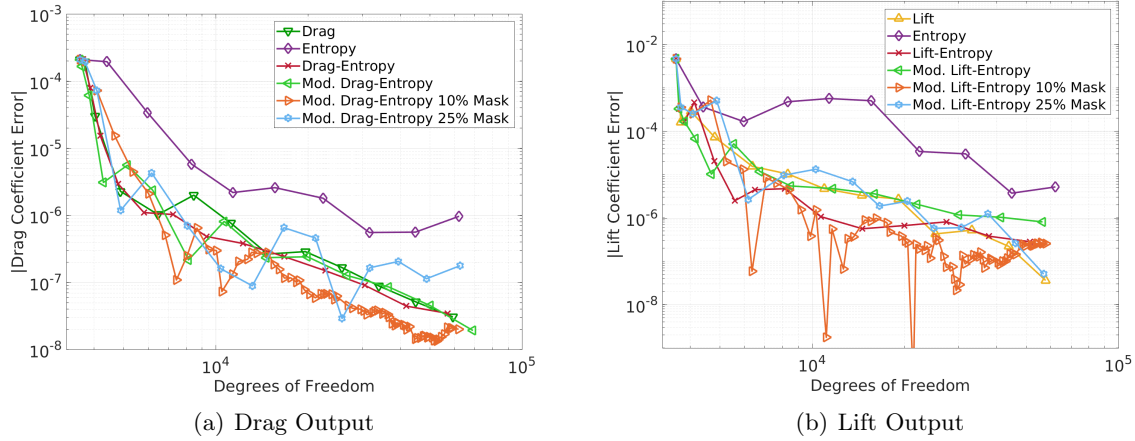 10^-3
10^-4
10^-5
10^-6
10^-7
10^-8
|Drag Coefficient Error|
Drag
Entropy
Drag-Entropy
Mod. Drag-Entropy
Mod. Drag-Entropy 10% Mask
Mod. Drag-Entropy 25% Mask
10^4
10^5
Degrees of Freedom
(a) Drag Output
10^-2
10^-4
10^-6
10^-8
|Lift Coefficient Error|
Lift
Entropy
Lift-Entropy
Mod. Lift-Entropy
Mod. Lift-Entropy 10% Mask
Mod. Lift-Entropy 25% Mask
10^4
10^5
Degrees of Freedom
(b) Lift Output